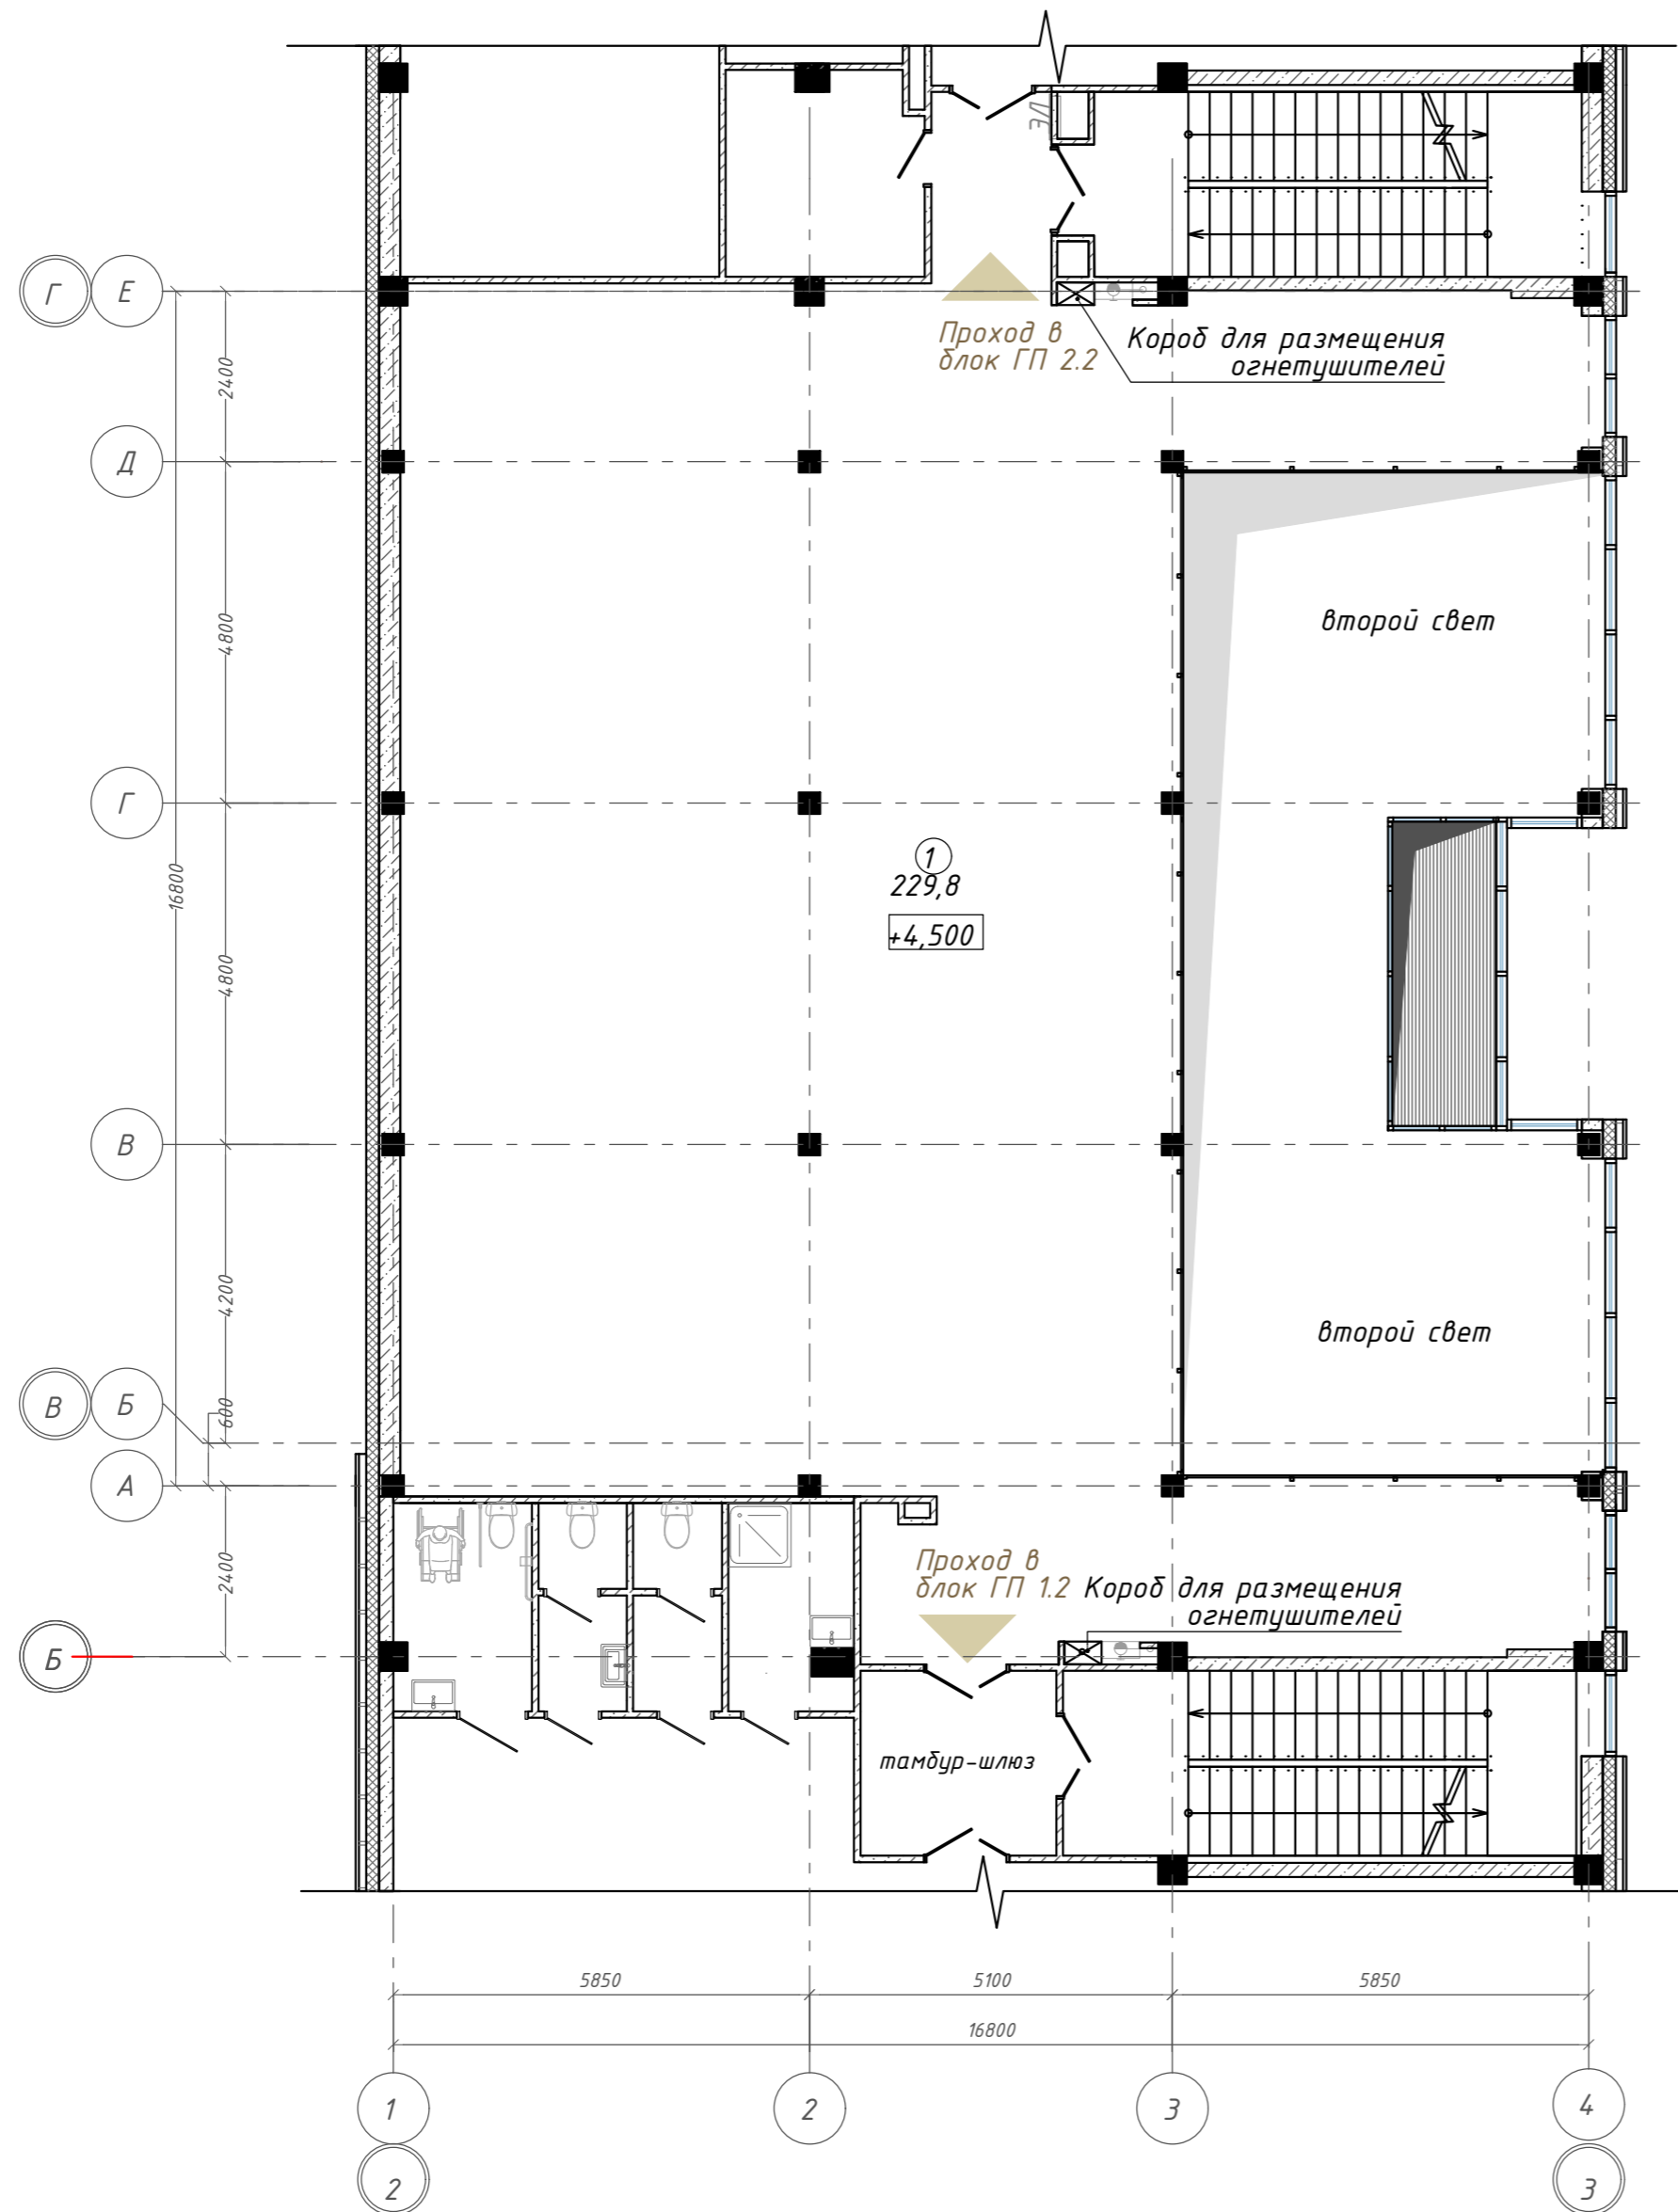 ЭЛ
Г
Е
Проход в
блок ГП 2.2
Короб для размещения
огнетушителей
2400
Д
второй свет
4800
Г
16800
1
229,8
+4,500
4800
В
4200
второй свет
В
Б
600
А
Проход в
блок ГП 1.2
Короб для размещения
огнетушителей
2400
Б
тамбур-шлюз
5850
5100
5850
16800
1
2
3
4
2
3